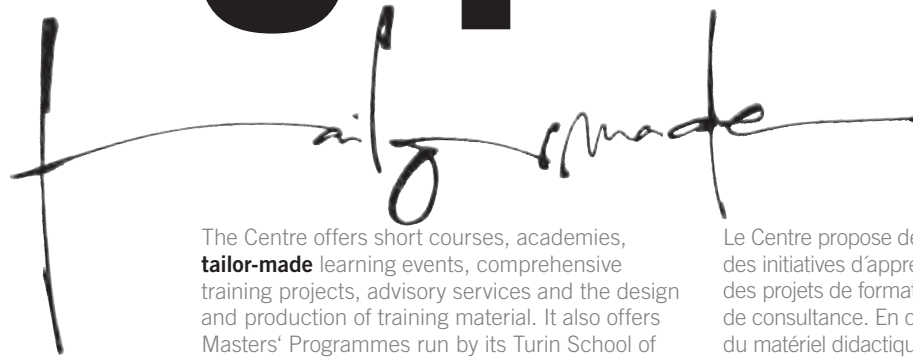 tailormade
The Centre offers short courses, academies,
tailor-made learning events, comprehensive
training projects, advisory services and the design
and production of training material. It also offers
Masters‘ Programmes run by its Turin School of
Le Centre propose de
des initiatives d´appre
des projets de format
de consultance. En o
du matériel didactiqu